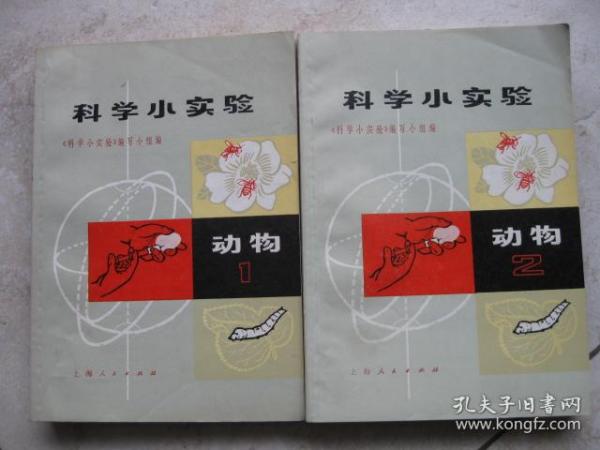 科学小实验
《科学小实验》编写小组编
动物
1
上海人民出版社
科学小实验
《科学小实验》编写小组编
动物
2
上海人民出版社
孔夫子旧書网
www.kongfz.com